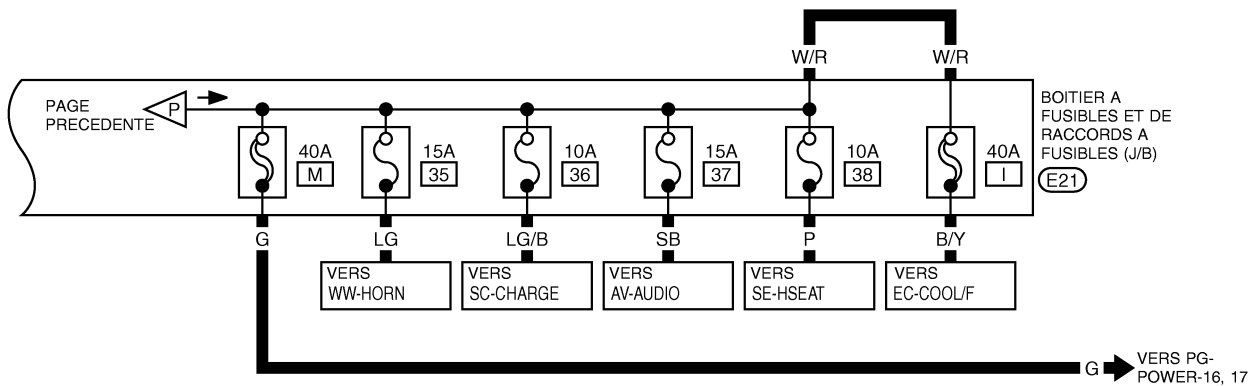 W/R
W/R
PAGE
PRECEDENTE
P
BOITIER A
FUSIBLES ET DE
RACCORDS A
FUSIBLES (J/B)
E21
40A
M
15A
35
10A
36
15A
37
10A
38
40A
I
G
LG
LG/B
SB
P
B/Y
VERS
WW-HORN
VERS
SC-CHARGE
VERS
AV-AUDIO
VERS
SE-HSEAT
VERS
EC-COOL/F
G
VERS PG-
POWER-16, 17